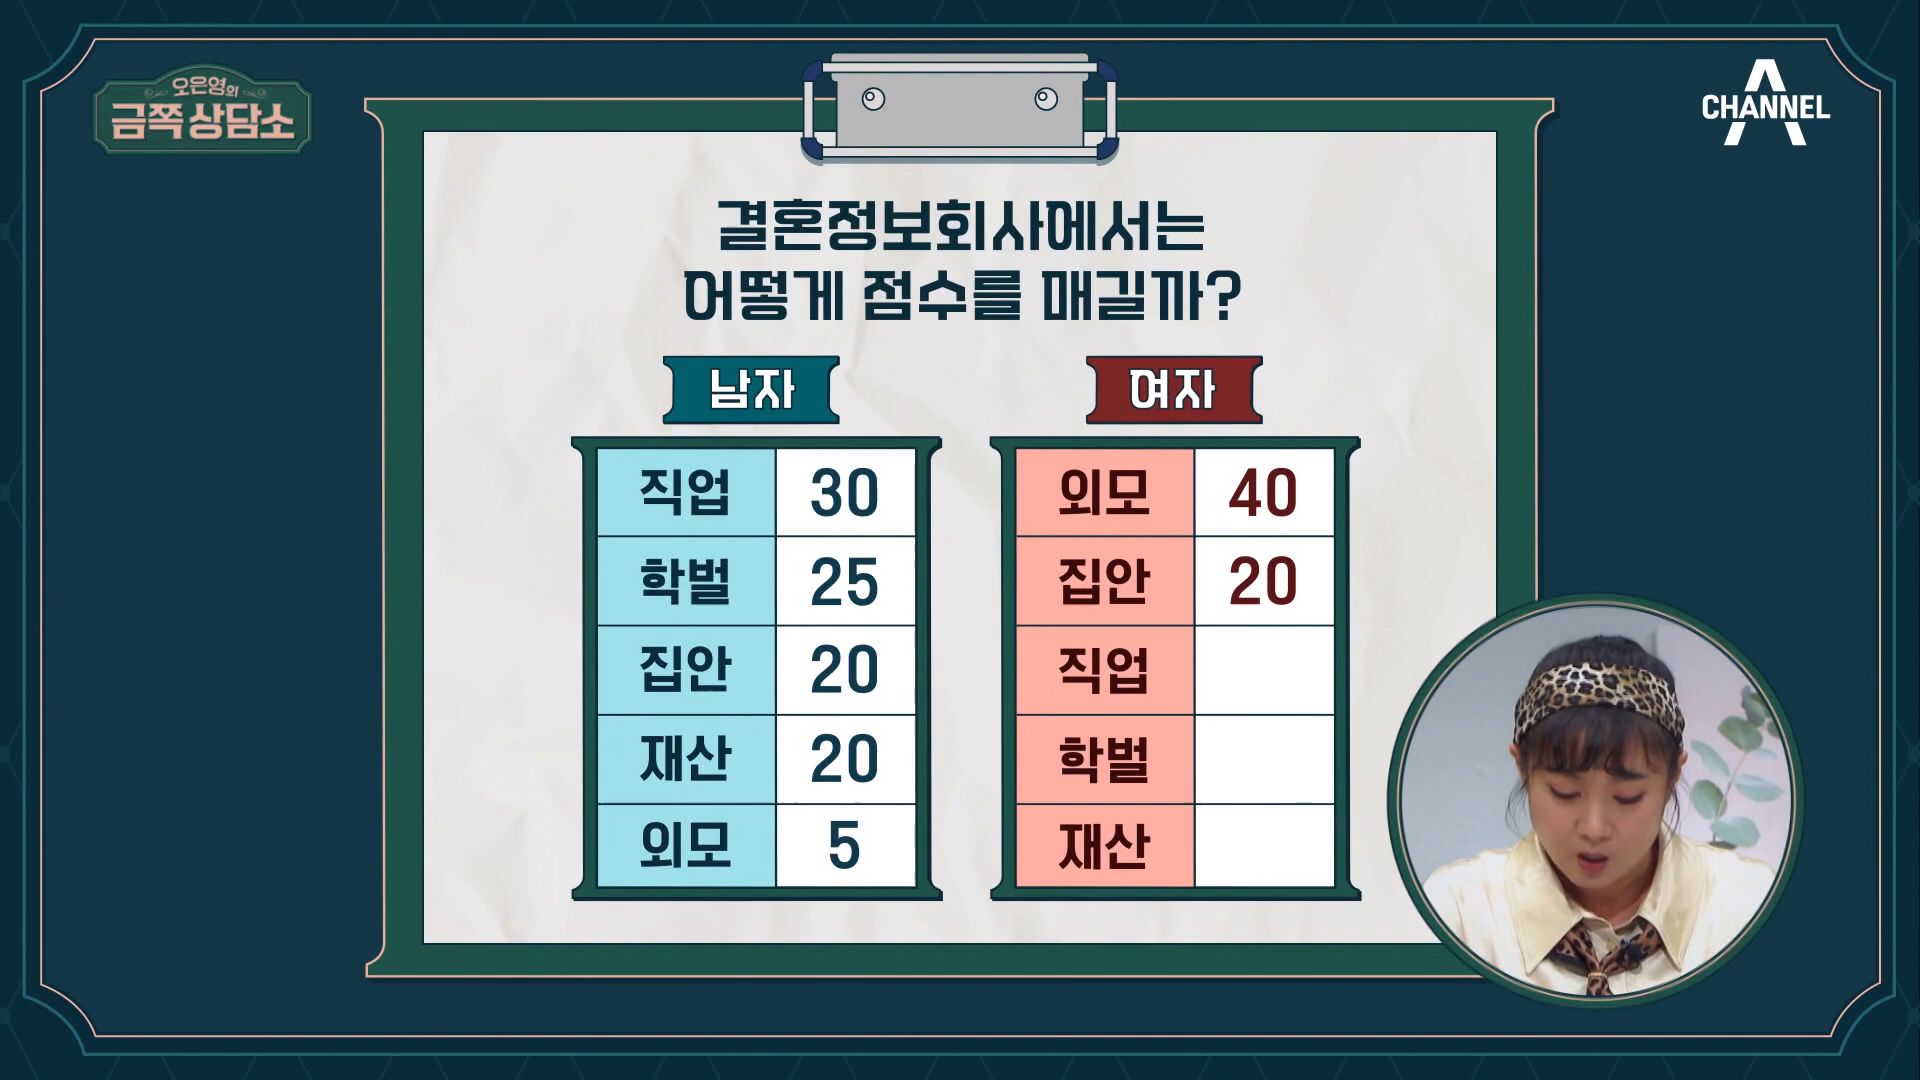 오은영의
금쪽 상담소
CHANNEL A
결혼정보회사에서는
어떻게 점수를 매길까?
남자
직업 30
학벌 25
집안 20
재산 20
외모 5
여자
외모 40
집안 20
직업
학벌
재산